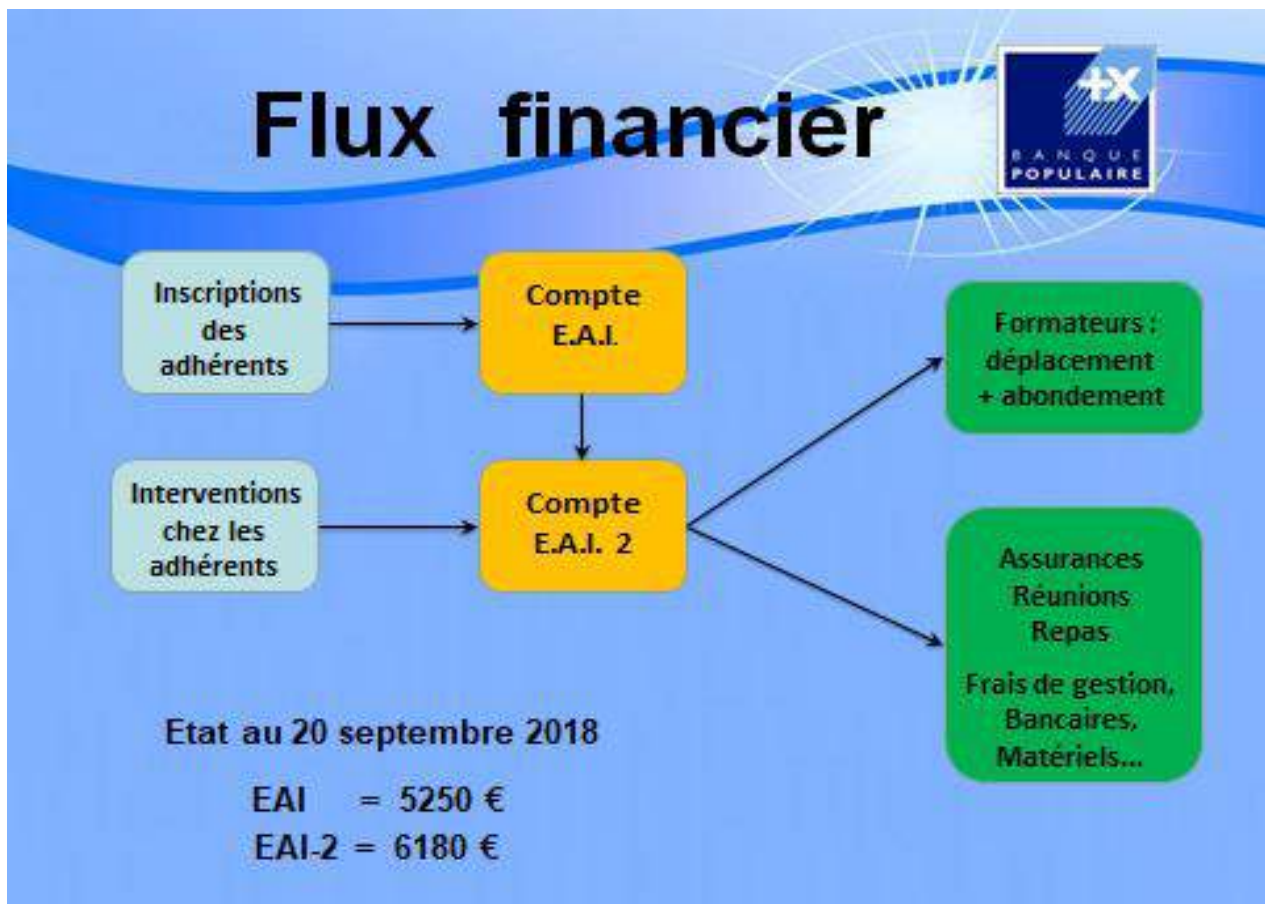 Flux financier
+X
BANQUE
POPULAIRE
Inscriptions
des
adhérents
Compte
E.A.I.
Formateurs :
déplacement
+ abondement
Interventions
chez les
adhérents
Compte
E.A.I. 2
Assurances
Réunions
Repas
Frais de gestion,
Bancaires,
Matériels...
Etat au 20 septembre 2018
EAI = 5250 €
EAI-2 = 6180 €